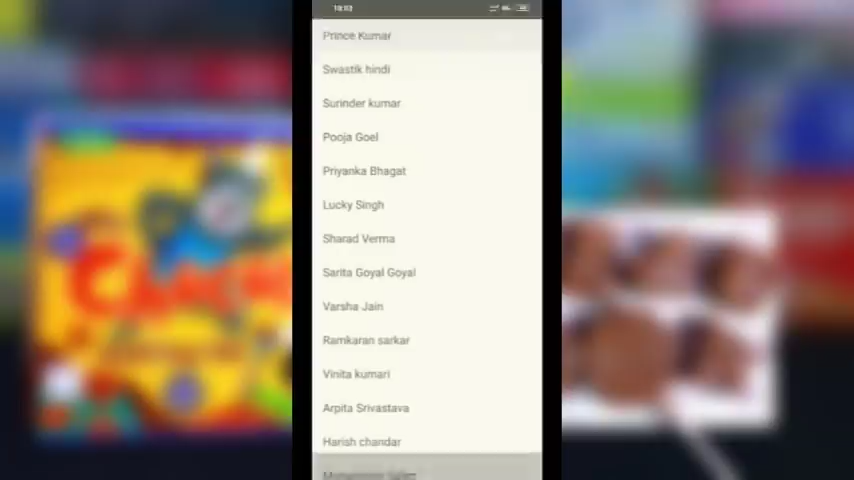 Prince Kumar
Swastik hindi
Surinder kumar
Pooja Goel
Priyanka Bhagat
Lucky Singh
Sharad Verma
Sarita Goyal Goyal
Varsha Jain
Ramkaran sarkar
Vinita kumari
Arpita Srivastava
Harish chandar